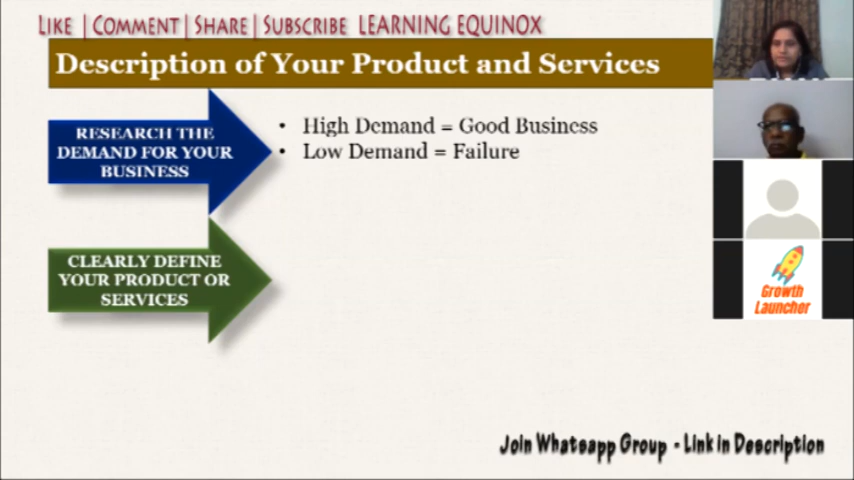 LIKE | COMMENT | SHARE | SUBSCRIBE LEARNING EQUINOX
Description of Your Product and Services
RESEARCH THE
DEMAND FOR YOUR
BUSINESS
• High Demand = Good Business
• Low Demand = Failure
CLEARLY DEFINE
YOUR PRODUCT OR
SERVICES
Growth
Launcher
Join Whatsapp Group - Link in Description